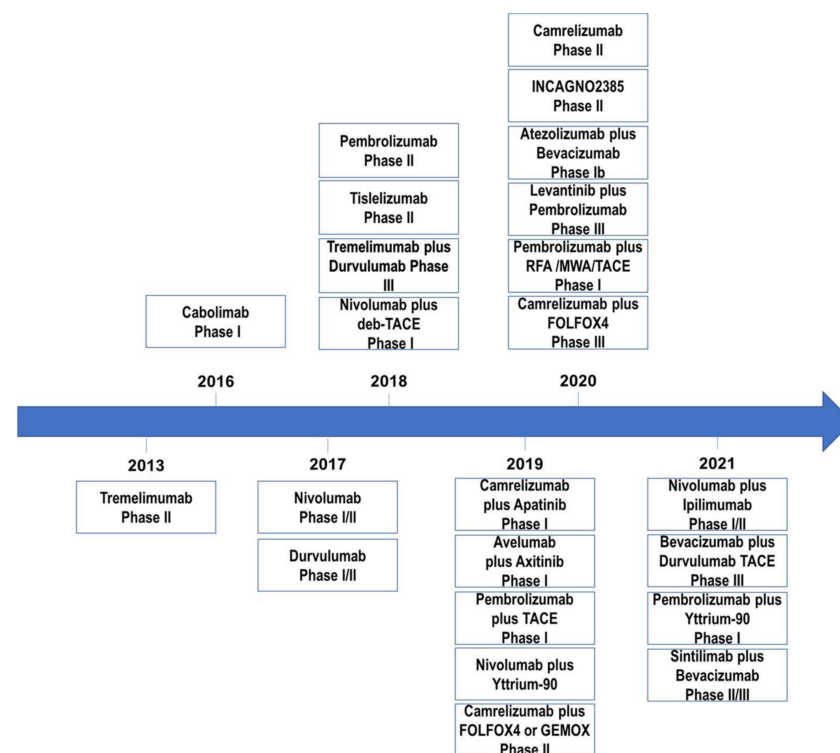 Camrelizumab
Phase II
INCAGNO2385
Phase II
Atezolizumab plus
Bevacizumab
Phase Ib
Levantinib plus
Pembrolizumab
Phase III
Pembrolizumab plus
RFA /MWA/TACE
Phase I
Camrelizumab plus
FOLFOX4
Phase III
Pembrolizumab
Phase II
Tislelizumab
Phase II
Tremelimumab plus
Durvulumab Phase
III
Nivolumab plus
deb-TACE
Phase I
Cabolimab
Phase I
2016
2018
2020
2013
2017
2019
2021
Tremelimumab
Phase II
Nivolumab
Phase I/II
Durvulumab
Phase I/II
Camrelizumab
plus Apatinib
Phase I
Avelumab
plus Axitinib
Phase I
Pembrolizumab
plus TACE
Phase I
Nivolumab plus
Yttrium-90
Camrelizumab plus
FOLFOX4 or GEMOX
Phase II
Nivolumab plus
Ipilimumab
Phase I/II
Bevacizumab plus
Durvulumab TACE
Phase III
Pembrolizumab plus
Yttrium-90
Phase I
Sintilimab plus
Bevacizumab
Phase II/III